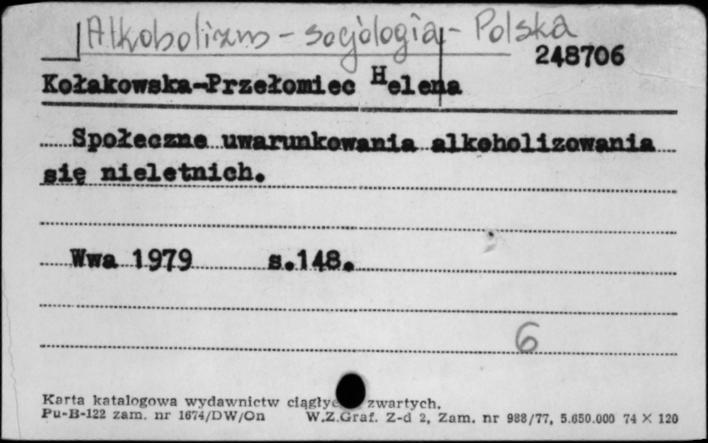 Alkoholizm - socjologia - Polska
248706
Kołakowska-Przełomiec Helena
Społeczne uwarunkowania alkoholizowania
się nieletnich.
Wwa 1979 s.148.
6
Karta katalogowa wydawnictw ciągły zwartych.
Pu-B-122 zam. nr 1674/DW/On W.Z.Graf. Z-d 2, Zam. nr 988/77, 5.650.000 74 X 120